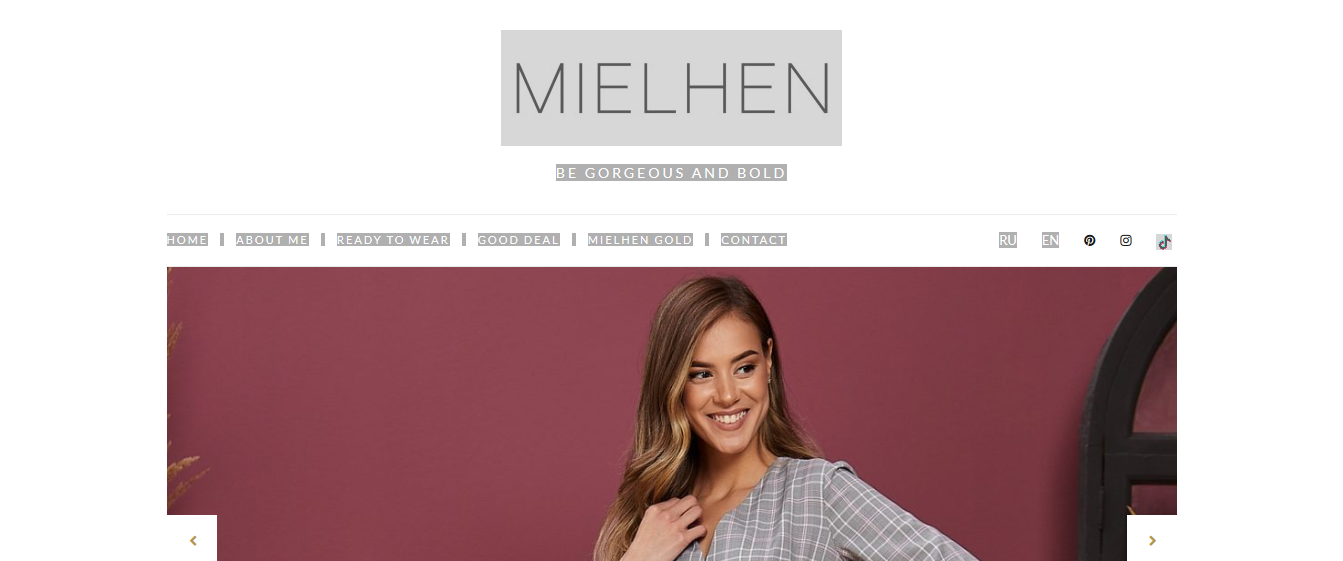 MIELHEN
BE GORGEOUS AND BOLD
HOME | ABOUT ME | READY TO WEAR | GOOD DEAL | MIELHEN GOLD | CONTACT RU EN